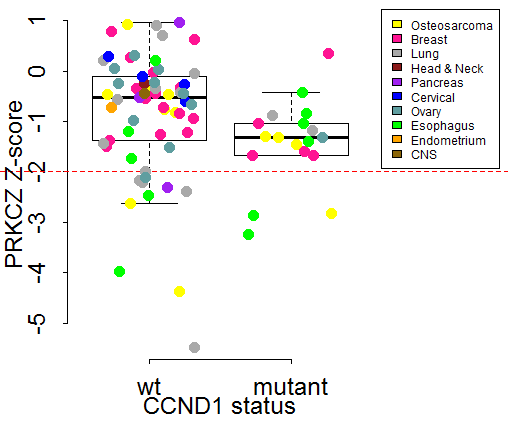 PRKCZ Z-score
1
0
-1
-2
-3
-4
-5
wt
mutant
CCND1 status
Osteosarcoma
Breast
Lung
Head & Neck
Pancreas
Cervical
Ovary
Esophagus
Endometrium
CNS